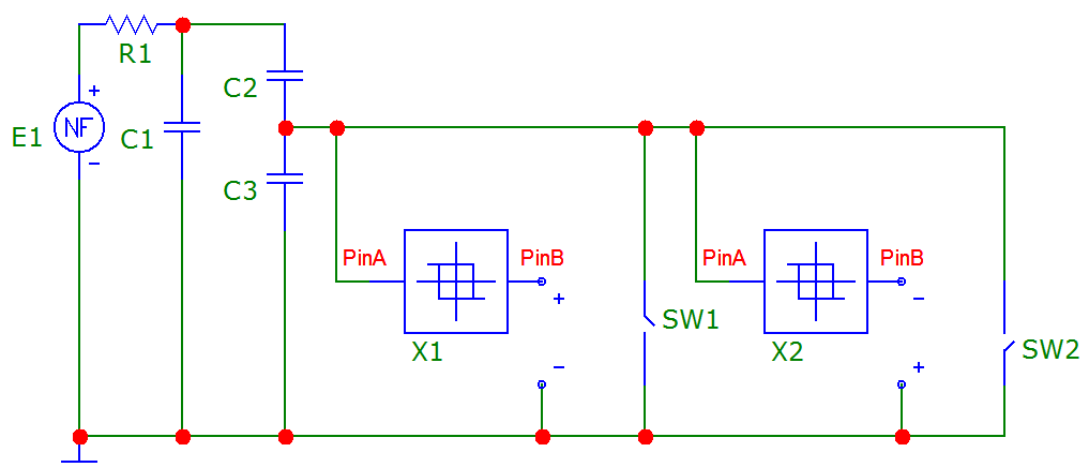 R1
C2
+
NF
E1
−
C1
C3
PinA
PinB
+
−
X1
SW1
PinA
PinB
−
+
X2
SW2